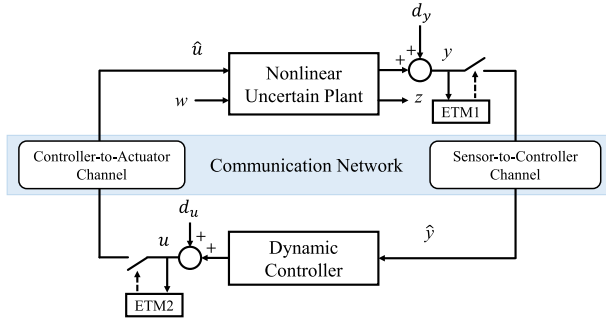 d_y
û
+
+
y
Nonlinear
Uncertain Plant
w
z
ETM1
Controller-to-Actuator
Channel
Communication Network
Sensor-to-Controller
Channel
d_u
ŷ
u
+
+
Dynamic
Controller
ETM2